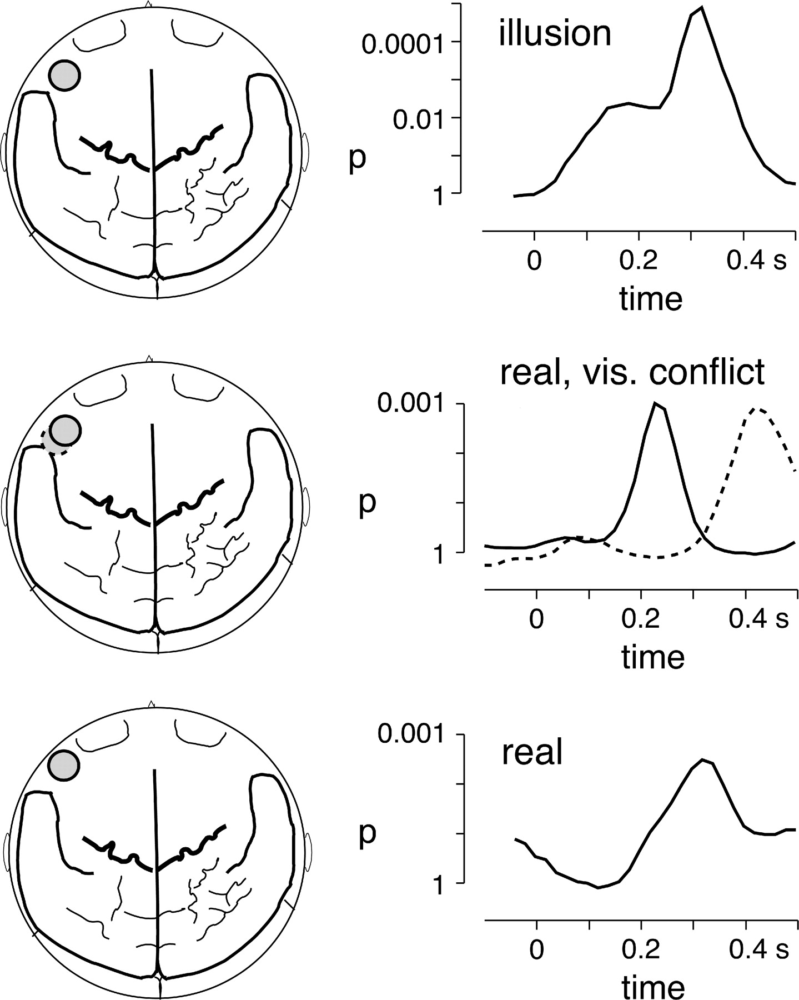 illusion
0.0001
0.01
p
1
0 0.2 0.4 s
time
real, vis. conflict
0.001
p
1
0 0.2 0.4 s
time
0.001
real
p
1
0 0.2 0.4 s
time